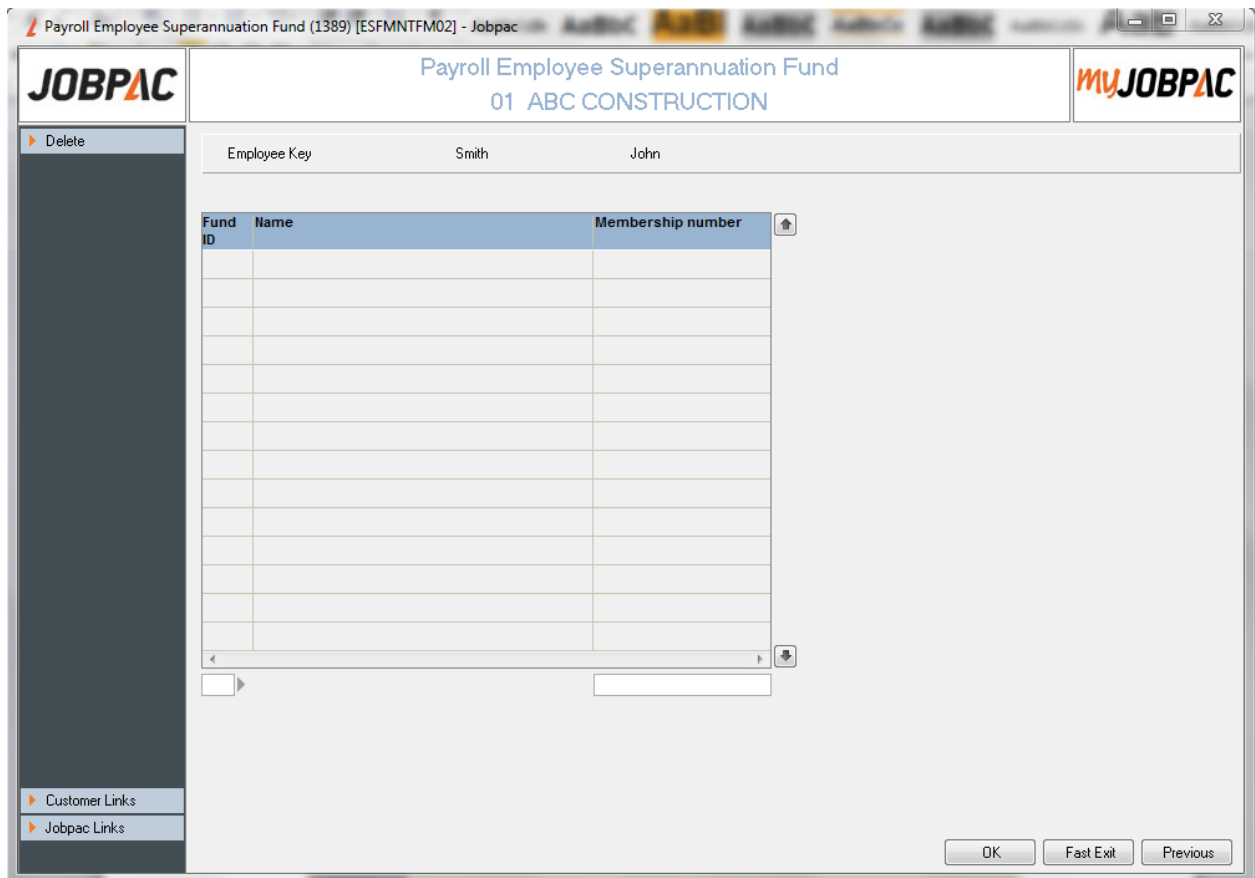 Payroll Employee Superannuation Fund (1389) [ESFMNTFM02] - Jobpac
JOBPAC
Payroll Employee Superannuation Fund
01 ABC CONSTRUCTION
myJOBPAC
Delete
Employee Key Smith John
Fund ID Name Membership number
Customer Links
Jobpac Links
OK Fast Exit Previous